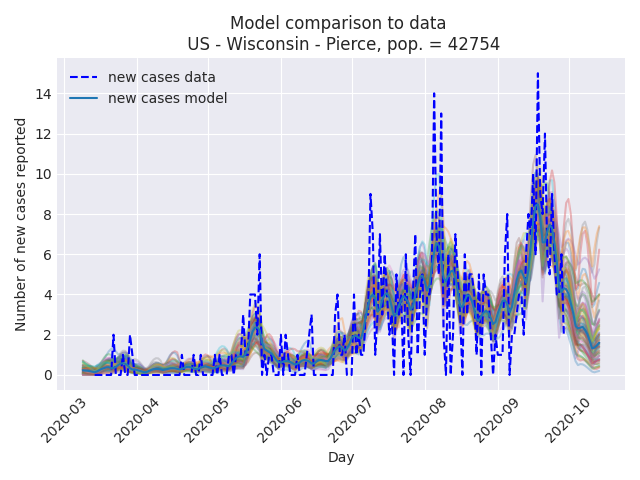 Model comparison to data
US - Wisconsin - Pierce, pop. = 42754
new cases data
new cases model
Number of new cases reported
14
12
10
8
6
4
2
0
2020-03
2020-04
2020-05
2020-06
2020-07
2020-08
2020-09
2020-10
Day